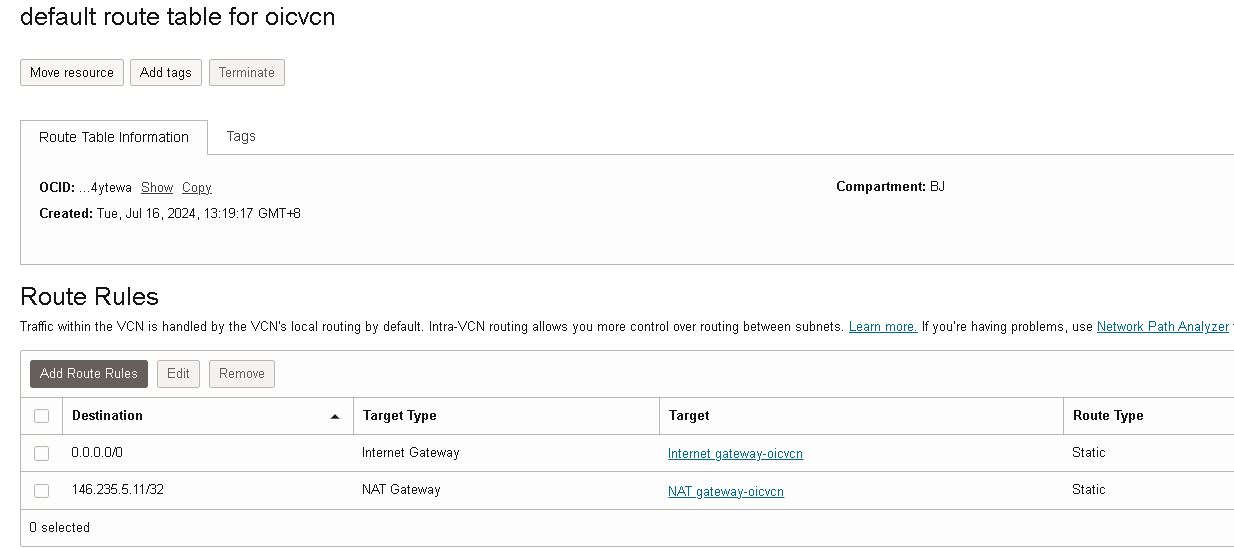 default route table for oicvcn
Move resource Add tags Terminate
Route Table Information Tags
OCID: ...4ytewa Show Copy Compartment: BJ
Created: Tue, Jul 16, 2024, 13:19:17 GMT+8
Route Rules
Traffic within the VCN is handled by the VCN's local routing by default. Intra-VCN routing allows you more control over routing between subnets. Learn more. If you're having problems, use Network Path Analyzer
Add Route Rules Edit Remove
Destination Target Type Target Route Type
0.0.0.0/0 Internet Gateway Internet gateway-oicvcn Static
146.235.5.11/32 NAT Gateway NAT gateway-oicvcn Static
0 selected